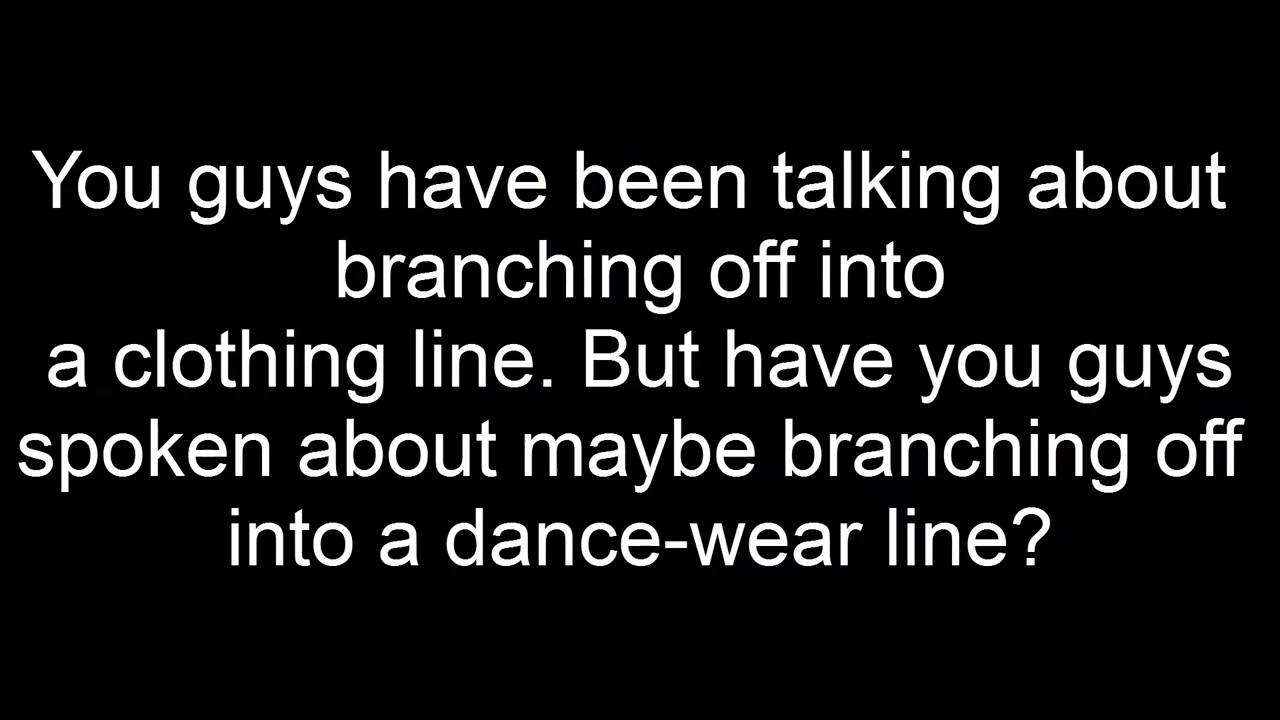 You guys have been talking about
branching off into
a clothing line. But have you guys
spoken about maybe branching off
into a dance-wear line?